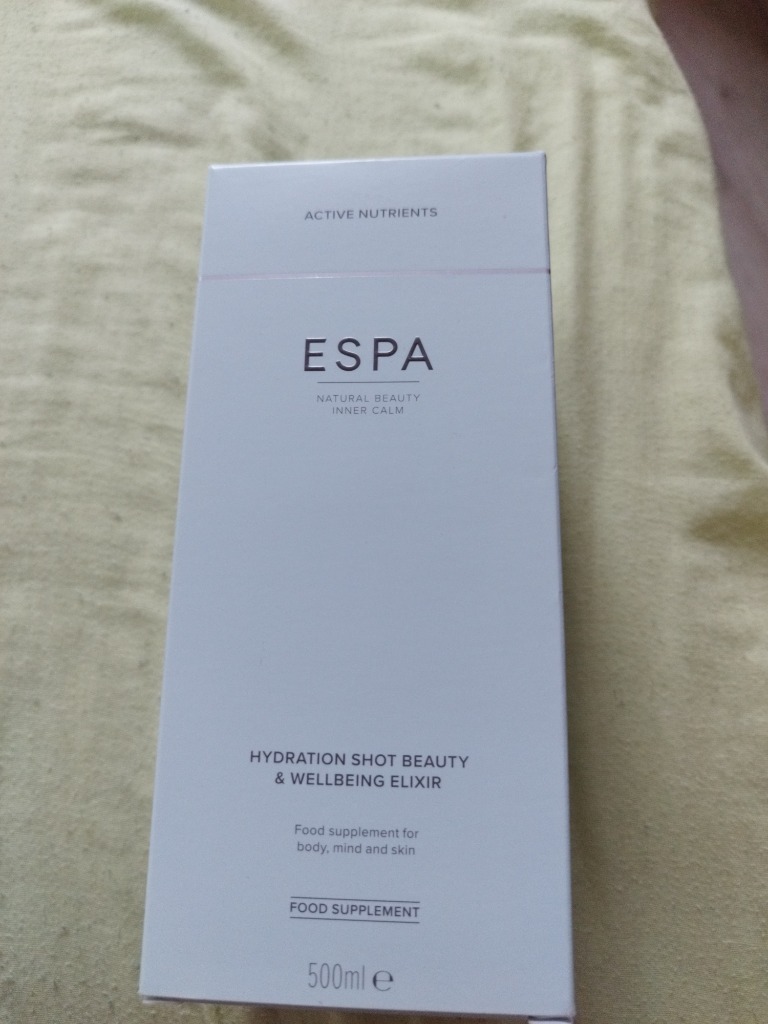 ACTIVE NUTRIENTS
ESPA
NATURAL BEAUTY
INNER CALM
HYDRATION SHOT BEAUTY
& WELLBEING ELIXIR
Food supplement for
body, mind and skin
FOOD SUPPLEMENT
500ml ℮